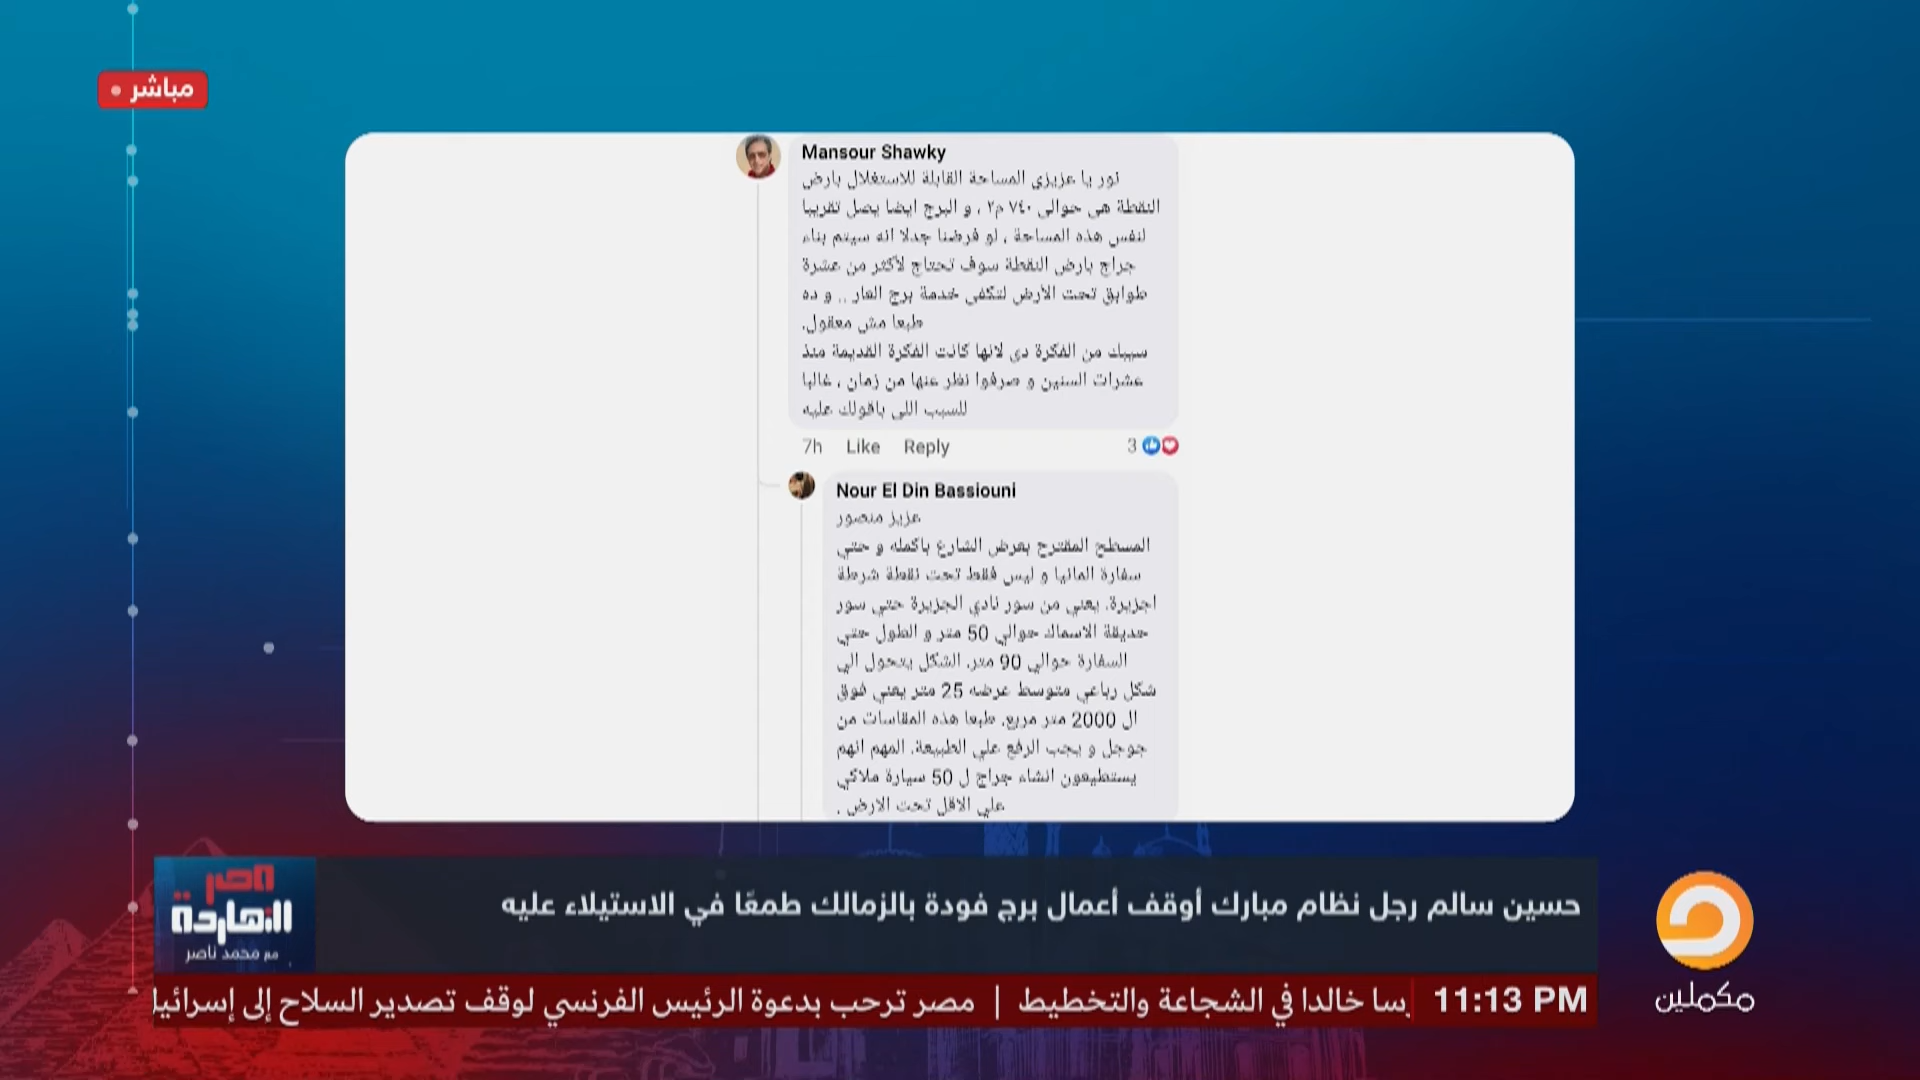 مباشر
Mansour Shawky
نور يا عزيزي المساحة القابلة للاستغلال بارض
النقطة هى حوالى ٧٤٠ م٢ ، و البرج ايضا يصل تقريبا
لنفس هذه المساحة ، لو فرضنا جدلا انه سيتم بناء
جراج بارض النقطة سوف تحتاج لأكثر من عشرة
طوابق تحت الأرض لتكفى خدمة برج العار .. و ده
طبعا مش معقول.
سيبك من الفكرة دى لانها كانت الفكرة القديمة منذ
عشرات السنين و صرفوا نظر عنها من زمان ، غالبا
للسبب اللى باقولك عليه
7h Like Reply 3
Nour El Din Bassiouni
عزيز منصور
المسطح المقترح بعرض الشارع باكمله و حتي
سفارة المانيا و ليس فقط تحت نقطة شرطة
اجزيرة. يعني من سور نادي الجزيرة حتي سور
حديقة الاسماك حوالي 50 متر و الطول حتي
السفارة حوالي 90 متر. الشكل يتحول الي
شكل رباعي متوسط عرضه 25 متر يعني فوق
ال 2000 متر مربع. طبعا هذه المقاسات من
جوجل و يجب الرفع علي الطبيعة. المهم انهم
يستطيعون انشاء جراج ل 50 سيارة ملاكي
علي الاقل تحت الارض .
مصر
النهاردة
مع محمد ناصر
حسين سالم رجل نظام مبارك أوقف أعمال برج فودة بالزمالك طمعًا في الاستيلاء عليه
11:13 PM
رسا خالدا في الشجاعة والتخطيط | مصر ترحب بدعوة الرئيس الفرنسي لوقف تصدير السلاح إلى إسرائيل
مكملين